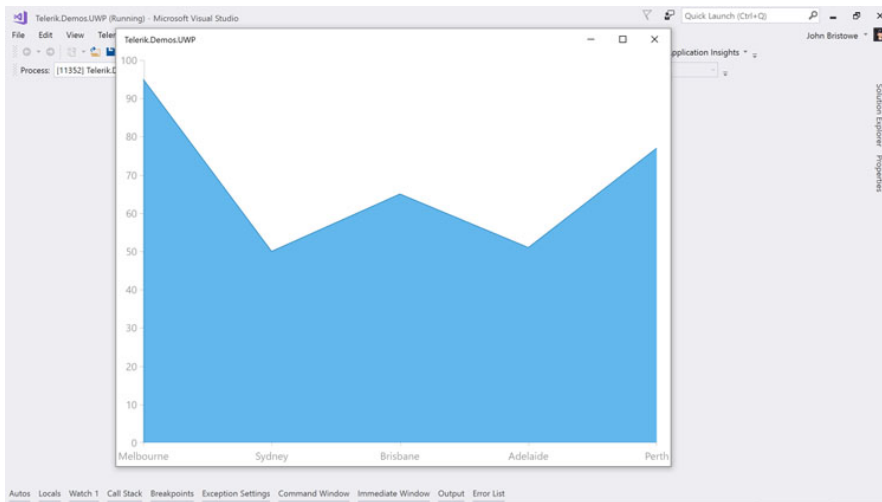 Telerik.Demos.UWP (Running) - Microsoft Visual Studio
Quick Launch (Ctrl+Q)
File Edit View Teler
John Bristowe
Telerik.Demos.UWP
pplication Insights
Process: [11352] Telerik.D
100
90
80
70
60
50
40
30
20
10
0
Melbourne Sydney Brisbane Adelaide Perth
Solution Explorer
Properties
Autos Locals Watch 1 Call Stack Breakpoints Exception Settings Command Window Immediate Window Output Error List